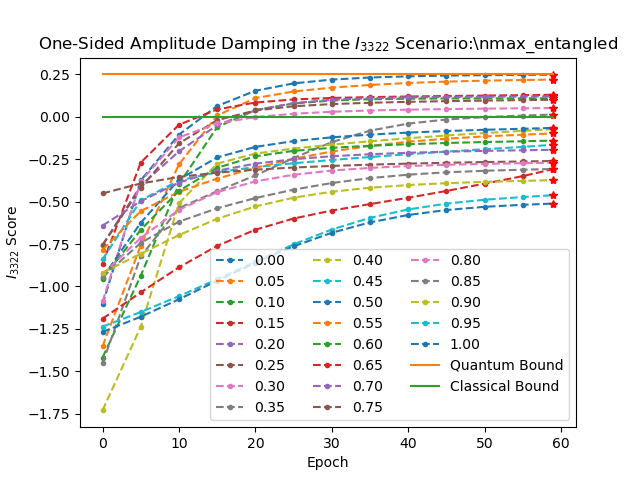 One-Sided Amplitude Damping in the I3322 Scenario:\nmax_entangled
I3322 Score
0.25
0.00
−0.25
−0.50
−0.75
−1.00
−1.25
−1.50
−1.75
0.00 0.40 0.80
0.05 0.45 0.85
0.10 0.50 0.90
0.15 0.55 0.95
0.20 0.60 1.00
0.25 0.65 Quantum Bound
0.30 0.70 Classical Bound
0.35 0.75
0 10 20 30 40 50 60
Epoch